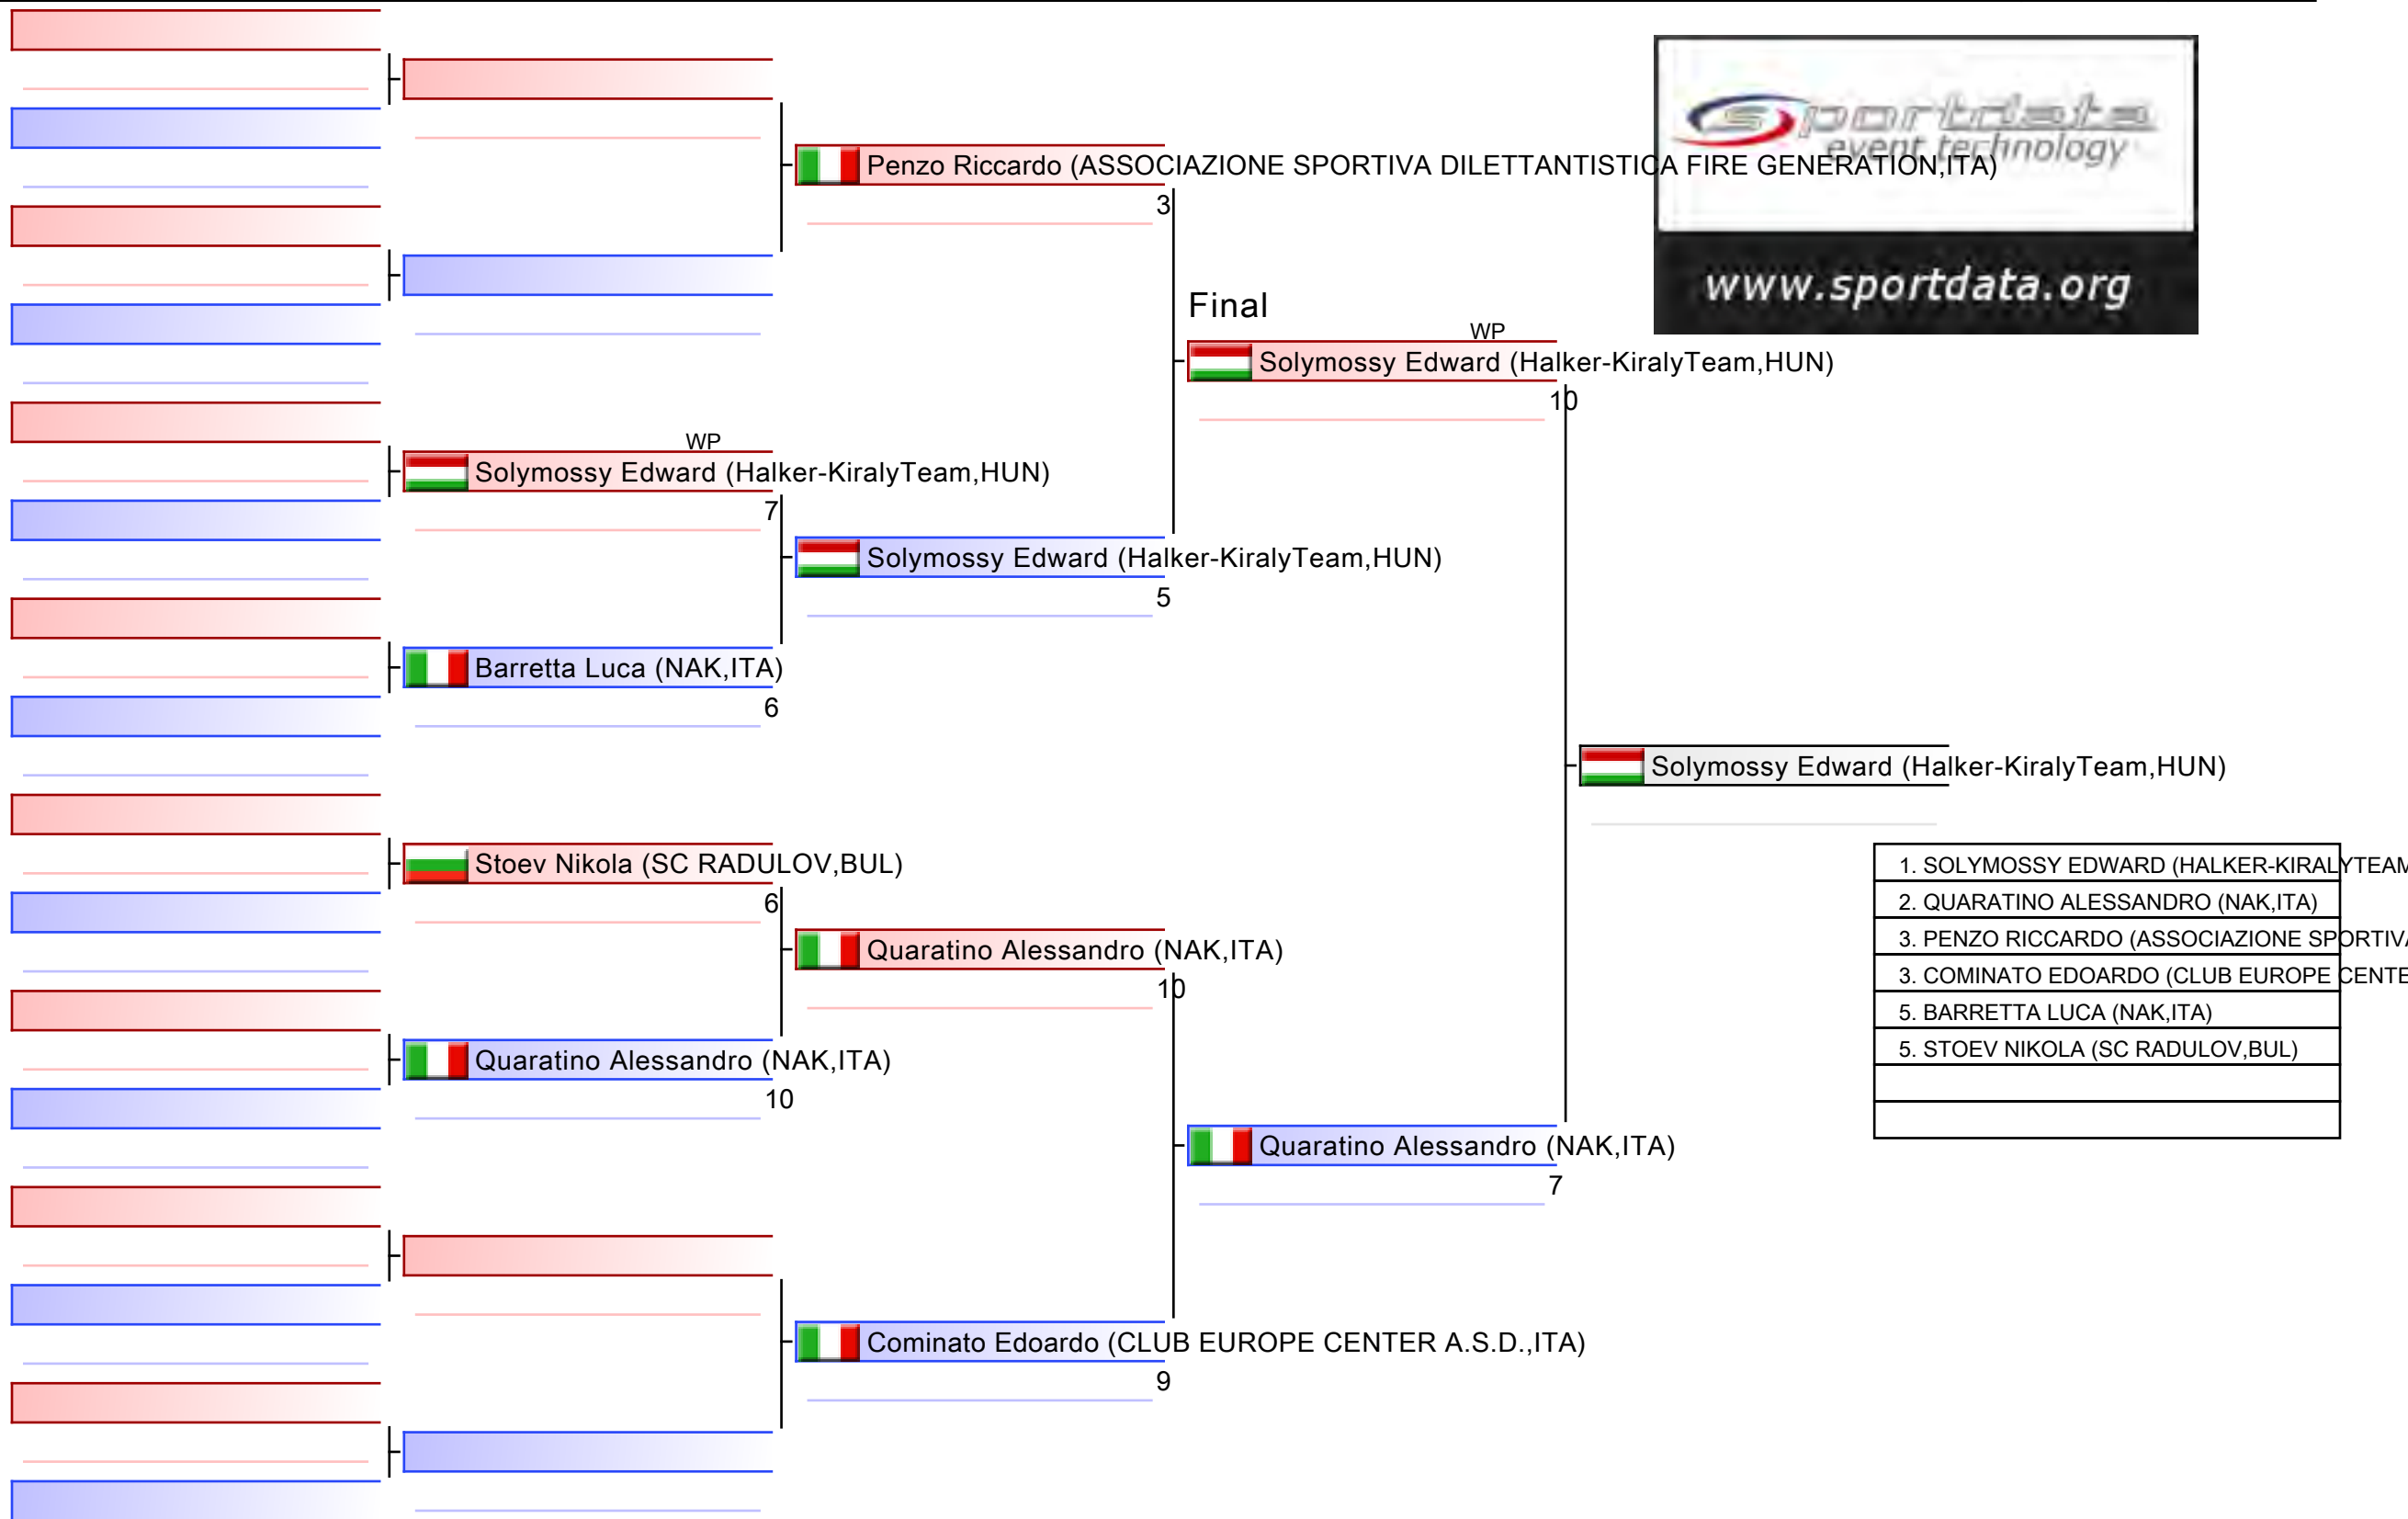 sportdata
event technology
www.sportdata.org
Penzo Riccardo (ASSOCIAZIONE SPORTIVA DILETTANTISTICA FIRE GENERATION,ITA)
3
Final
WP
Solymossy Edward (Halker-KiralyTeam,HUN)
10
WP
Solymossy Edward (Halker-KiralyTeam,HUN)
7
Solymossy Edward (Halker-KiralyTeam,HUN)
5
Barretta Luca (NAK,ITA)
6
Solymossy Edward (Halker-KiralyTeam,HUN)
Stoev Nikola (SC RADULOV,BUL)
6
Quaratino Alessandro (NAK,ITA)
10
Quaratino Alessandro (NAK,ITA)
10
Quaratino Alessandro (NAK,ITA)
7
Cominato Edoardo (CLUB EUROPE CENTER A.S.D.,ITA)
9
1. SOLYMOSSY EDWARD (HALKER-KIRALYTEAM
2. QUARATINO ALESSANDRO (NAK,ITA)
3. PENZO RICCARDO (ASSOCIAZIONE SPORTIVA
3. COMINATO EDOARDO (CLUB EUROPE CENTE
5. BARRETTA LUCA (NAK,ITA)
5. STOEV NIKOLA (SC RADULOV,BUL)